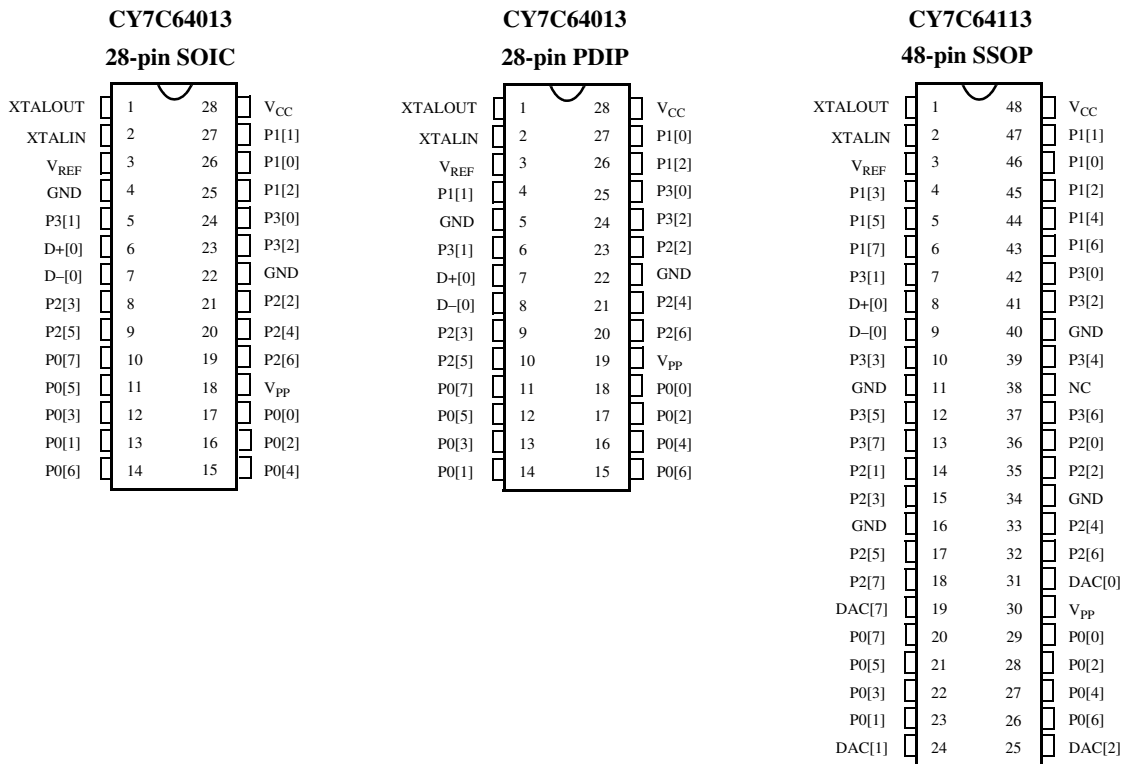 CY7C64013
28-pin SOIC
XTALOUT 1 28 VCC
XTALIN 2 27 P1[1]
VREF 3 26 P1[0]
GND 4 25 P1[2]
P3[1] 5 24 P3[0]
D+[0] 6 23 P3[2]
D–[0] 7 22 GND
P2[3] 8 21 P2[2]
P2[5] 9 20 P2[4]
P0[7] 10 19 P2[6]
P0[5] 11 18 VPP
P0[3] 12 17 P0[0]
P0[1] 13 16 P0[2]
P0[6] 14 15 P0[4]
CY7C64013
28-pin PDIP
XTALOUT 1 28 VCC
XTALIN 2 27 P1[0]
VREF 3 26 P1[2]
P1[1] 4 25 P3[0]
GND 5 24 P3[2]
P3[1] 6 23 P2[2]
D+[0] 7 22 GND
D–[0] 8 21 P2[4]
P2[3] 9 20 P2[6]
P2[5] 10 19 VPP
P0[7] 11 18 P0[0]
P0[5] 12 17 P0[2]
P0[3] 13 16 P0[4]
P0[1] 14 15 P0[6]
CY7C64113
48-pin SSOP
XTALOUT 1 48 VCC
XTALIN 2 47 P1[1]
VREF 3 46 P1[0]
P1[3] 4 45 P1[2]
P1[5] 5 44 P1[4]
P1[7] 6 43 P1[6]
P3[1] 7 42 P3[0]
D+[0] 8 41 P3[2]
D–[0] 9 40 GND
P3[3] 10 39 P3[4]
GND 11 38 NC
P3[5] 12 37 P3[6]
P3[7] 13 36 P2[0]
P2[1] 14 35 P2[2]
P2[3] 15 34 GND
GND 16 33 P2[4]
P2[5] 17 32 P2[6]
P2[7] 18 31 DAC[0]
DAC[7] 19 30 VPP
P0[7] 20 29 P0[0]
P0[5] 21 28 P0[2]
P0[3] 22 27 P0[4]
P0[1] 23 26 P0[6]
DAC[1] 24 25 DAC[2]